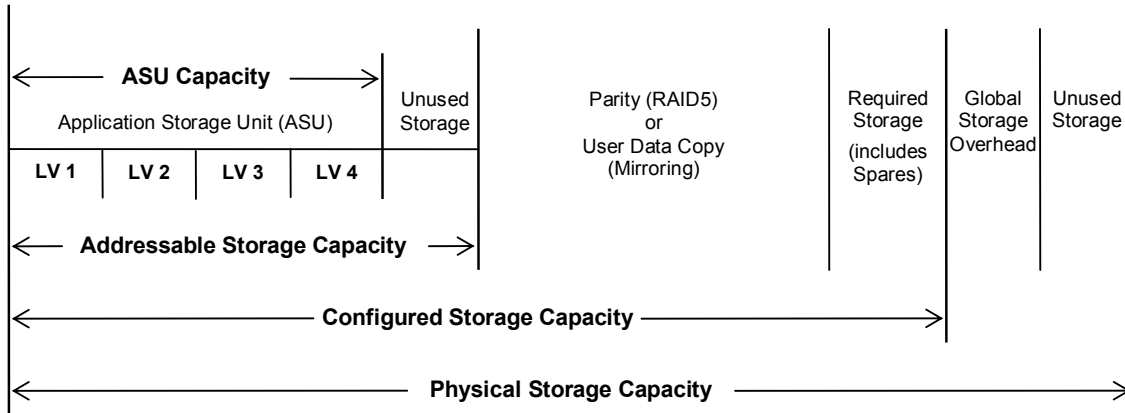 ASU Capacity
Application Storage Unit (ASU)
LV 1
LV 2
LV 3
LV 4
Unused
Storage
Parity (RAID5)
or
User Data Copy
(Mirroring)
Required
Storage
(includes
Spares)
Global
Storage
Overhead
Unused
Storage
Addressable Storage Capacity
Configured Storage Capacity
Physical Storage Capacity